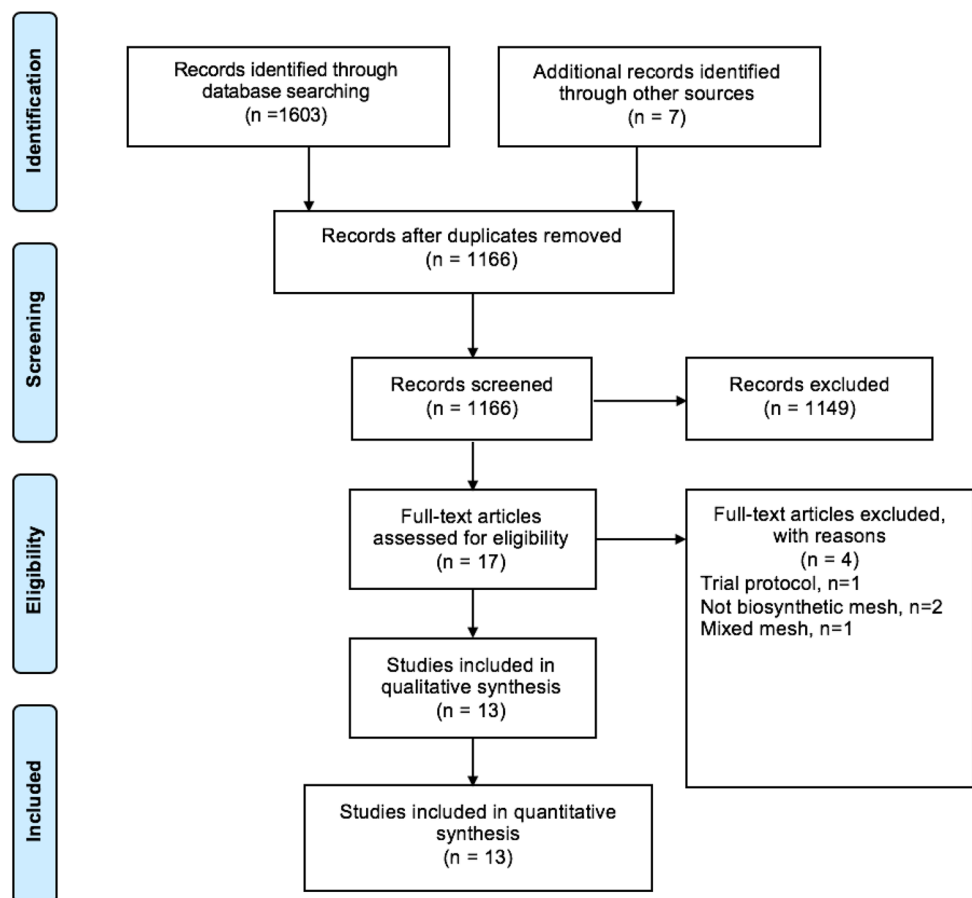 Identification
Records identified through
database searching
(n =1603)
Additional records identified
through other sources
(n = 7)
Records after duplicates removed
(n = 1166)
Screening
Records screened
(n = 1166)
Records excluded
(n = 1149)
Eligibility
Full-text articles
assessed for eligibility
(n = 17)
Full-text articles excluded,
with reasons
(n = 4)
Trial protocol, n=1
Not biosynthetic mesh, n=2
Mixed mesh, n=1
Studies included in
qualitative synthesis
(n = 13)
Included
Studies included in quantitative
synthesis
(n = 13)